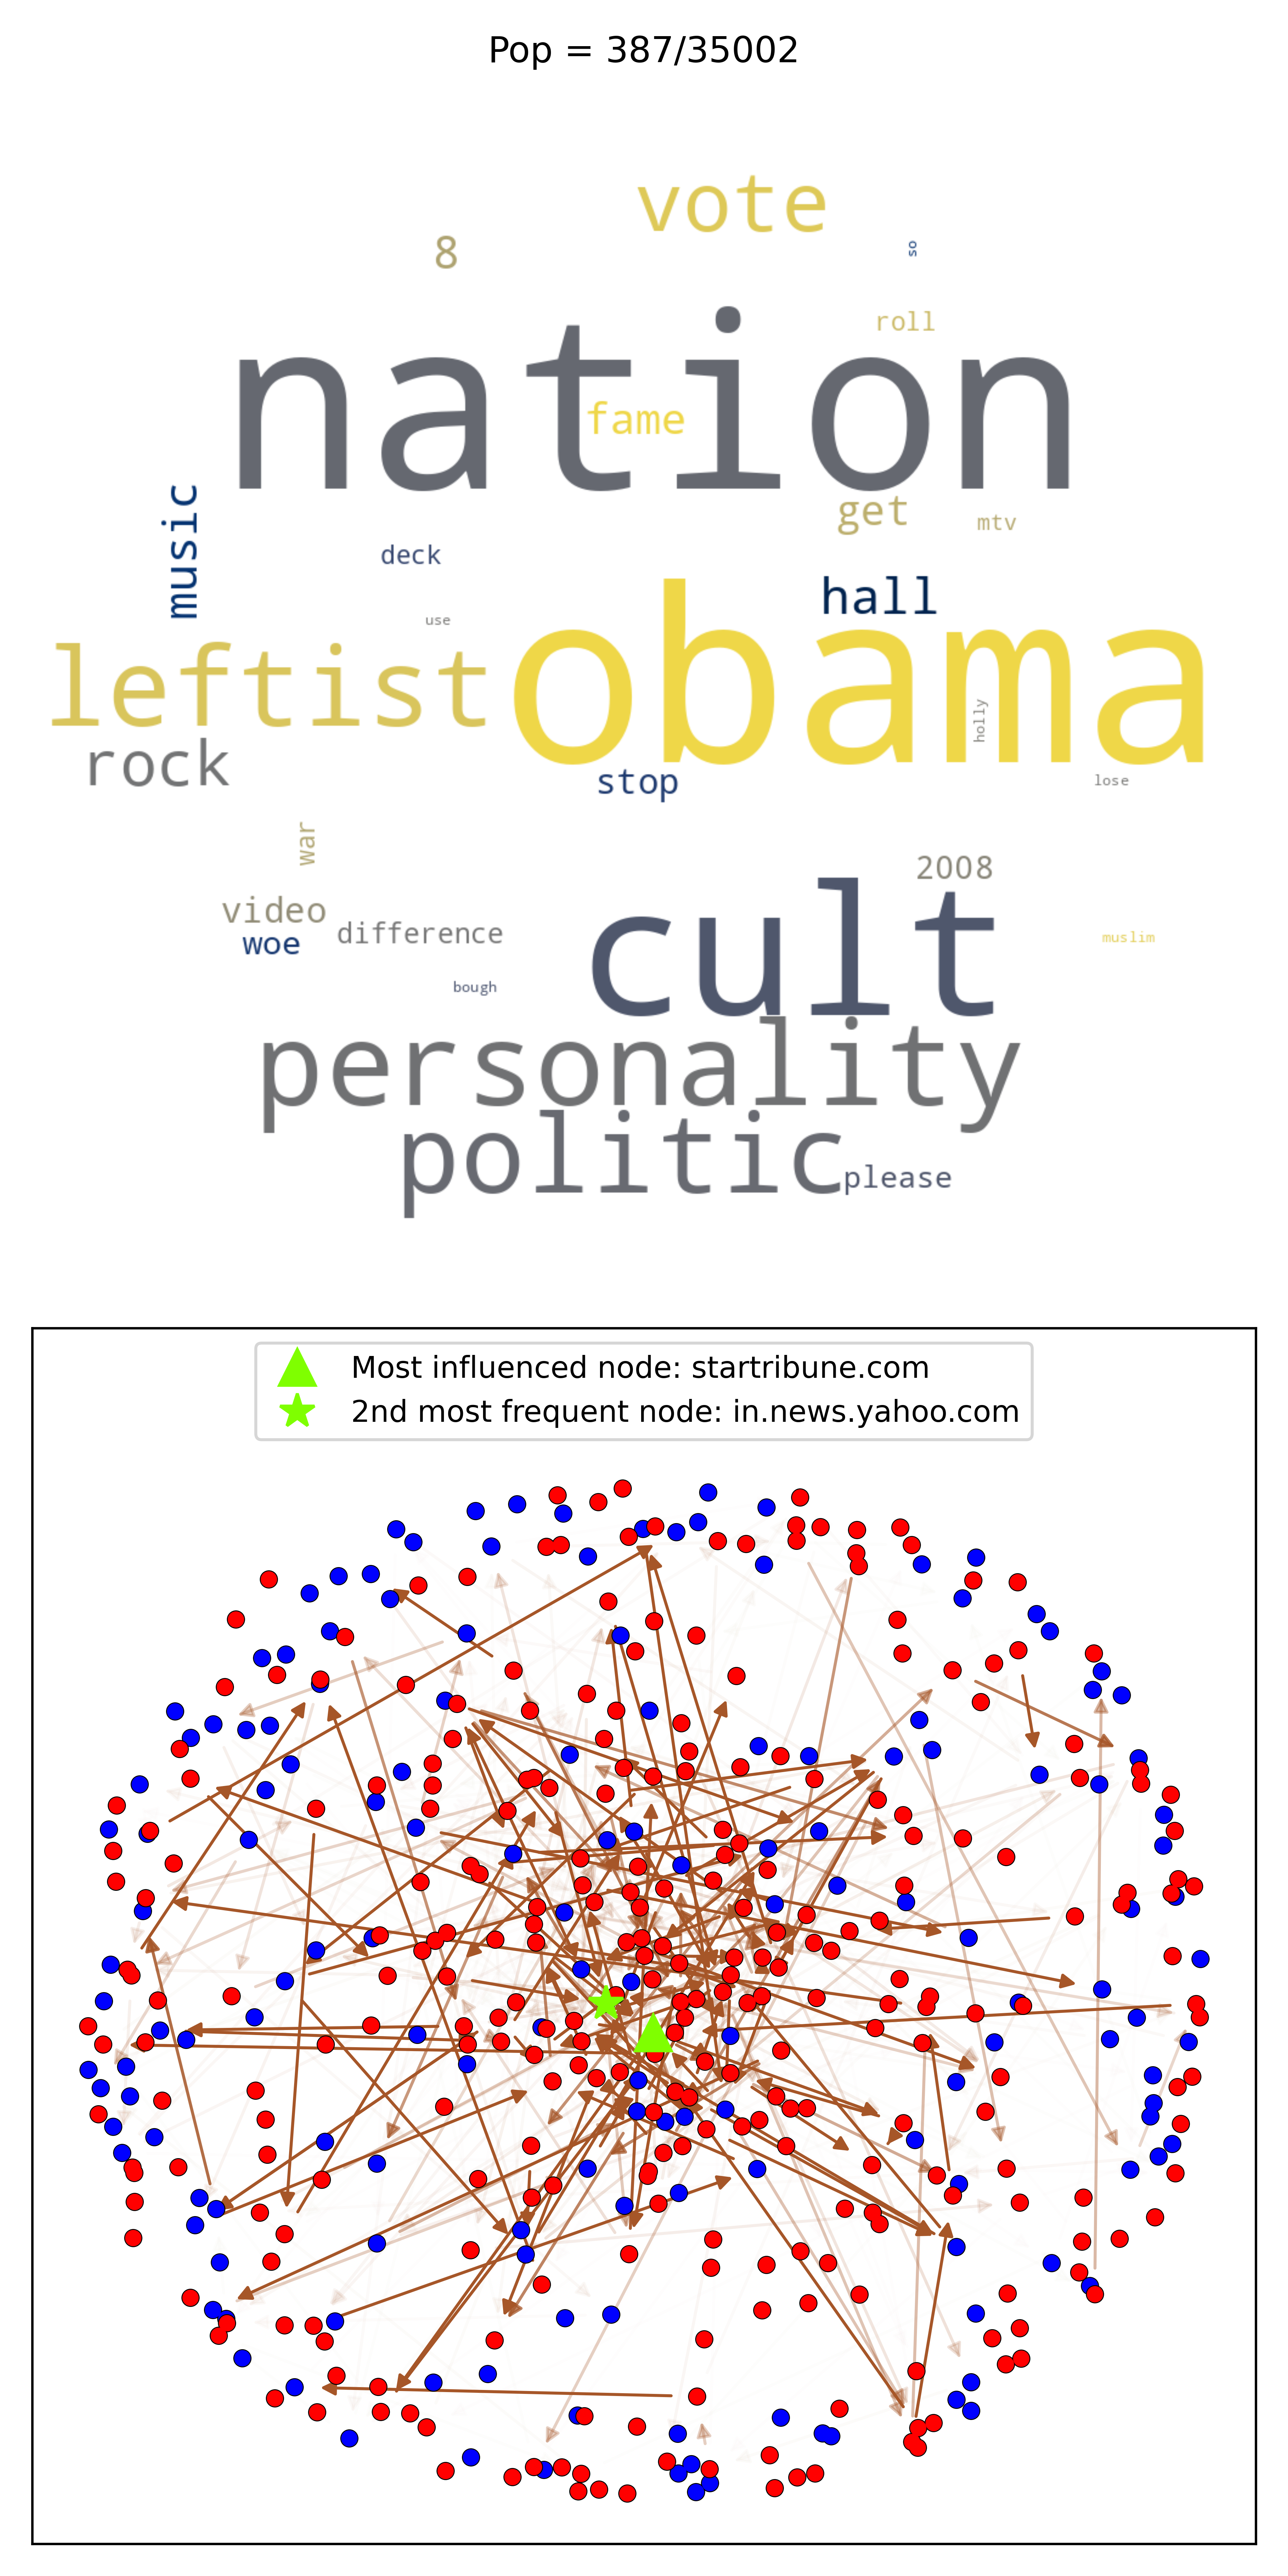 Pop = 387/35002
vote
8
so
roll
nation
fame
music
get
mtv
deck
hall
use
leftist
obama
holly
rock
stop
lose
war
2008
video
cult
woe
difference
muslim
bough
personality
politic
please
Most influenced node: startribune.com
2nd most frequent node: in.news.yahoo.com